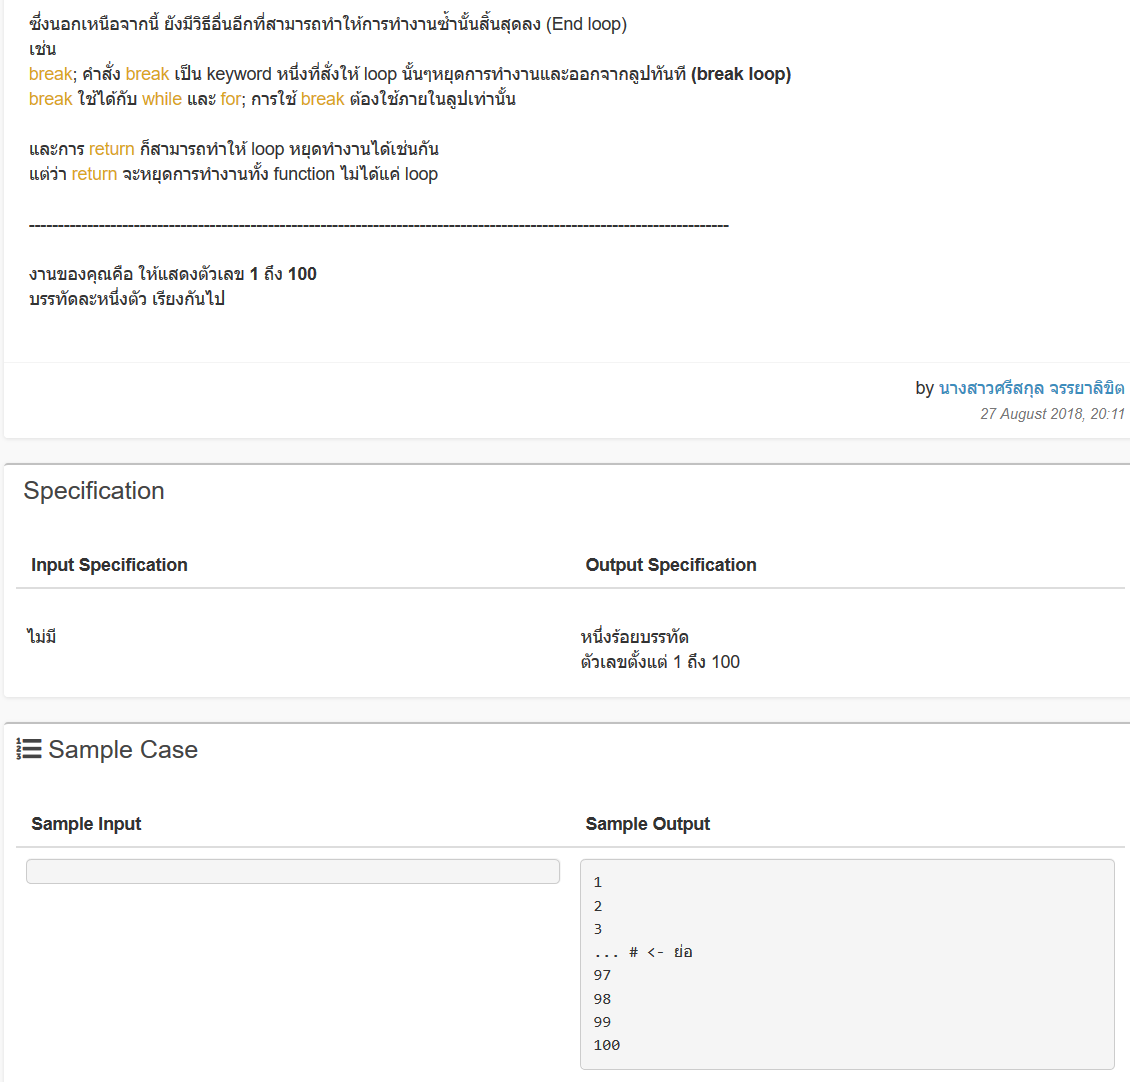 ซึ่งนอกเหนือจากนี้ ยังมีวิธีอื่นอีกที่สามารถทำให้การทำงานซ้ำนั้นสิ้นสุดลง (End loop)
เช่น
break; คำสั่ง break เป็น keyword หนึ่งที่สั่งให้ loop นั้นๆหยุดการทำงานและออกจากลูปทันที (break loop)
break ใช้ได้กับ while และ for; การใช้ break ต้องใช้ภายในลูปเท่านั้น
และการ return ก็สามารถทำให้ loop หยุดทำงานได้เช่นกัน
แต่ว่า return จะหยุดการทำงานทั้ง function ไม่ได้แค่ loop
------------------------------------------------------------------------------------------------------------------------
งานของคุณคือ ให้แสดงตัวเลข 1 ถึง 100
บรรทัดละหนึ่งตัว เรียงกันไป
by นางสาวศรีสกุล จรรยาลิขิต
27 August 2018, 20:11
Specification
Input Specification
Output Specification
ไม่มี
หนึ่งร้อยบรรทัด
ตัวเลขตั้งแต่ 1 ถึง 100
Sample Case
Sample Input
Sample Output
1
2
3
... # <- ย่อ
97
98
99
100